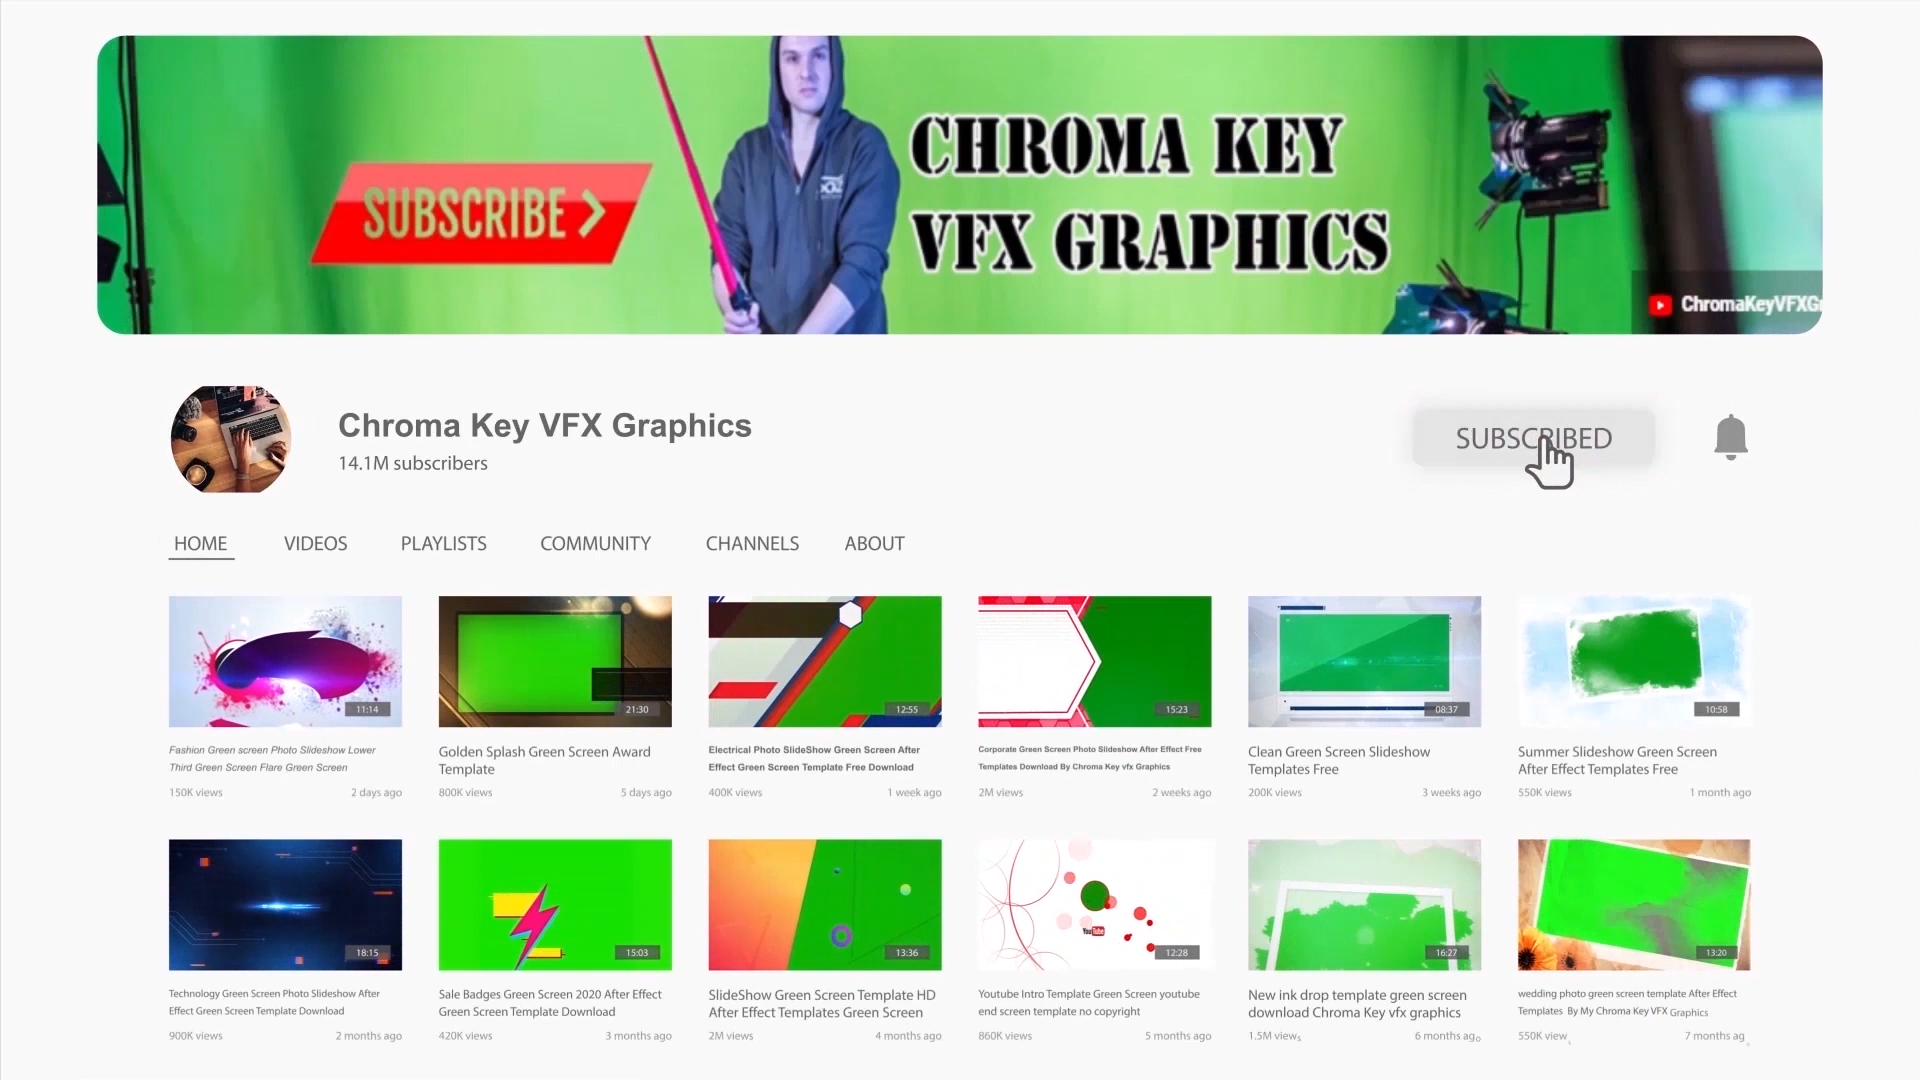 SUBSCRIBE >
CHROMA KEY
VFX GRAPHICS
ChromaKeyVFXGr
Chroma Key VFX Graphics
14.1M subscribers
SUBSCRIBED
HOME VIDEOS PLAYLISTS COMMUNITY CHANNELS ABOUT
11:14
21:30
12:55
15:23
08:37
10:58
Fashion Green screen Photo Slideshow Lower
Third Green Screen Flare Green Screen
150K views 2 days ago
Golden Splash Green Screen Award
Template
800K views 5 days ago
Electrical Photo SlideShow Green Screen After
Effect Green Screen Template Free Download
400K views 1 week ago
Corporate Green Screen Photo Slideshow After Effect Free
Templates Download By Chroma Key vfx Graphics
2M views 2 weeks ago
Clean Green Screen Slideshow
Templates Free
200K views 3 weeks ago
Summer Slideshow Green Screen
After Effect Templates Free
550K views 1 month ago
18:15
15:03
13:36
YouTube
12:28
16:27
13:20
Technology Green Screen Photo Slideshow After
Effect Green Screen Template Download
900K views 2 months ago
Sale Badges Green Screen 2020 After Effect
Green Screen Template Download
420K views 3 months ago
SlideShow Green Screen Template HD
After Effect Templates Green Screen
2M views 4 months ago
Youtube Intro Template Green Screen youtube
end screen template no copyright
860K views 5 months ago
New ink drop template green screen
download Chroma Key vfx graphics
1.5M views 6 months ago
wedding photo green screen template After Effect
Templates By My Chroma Key VFX Graphics
550K view 7 months ag